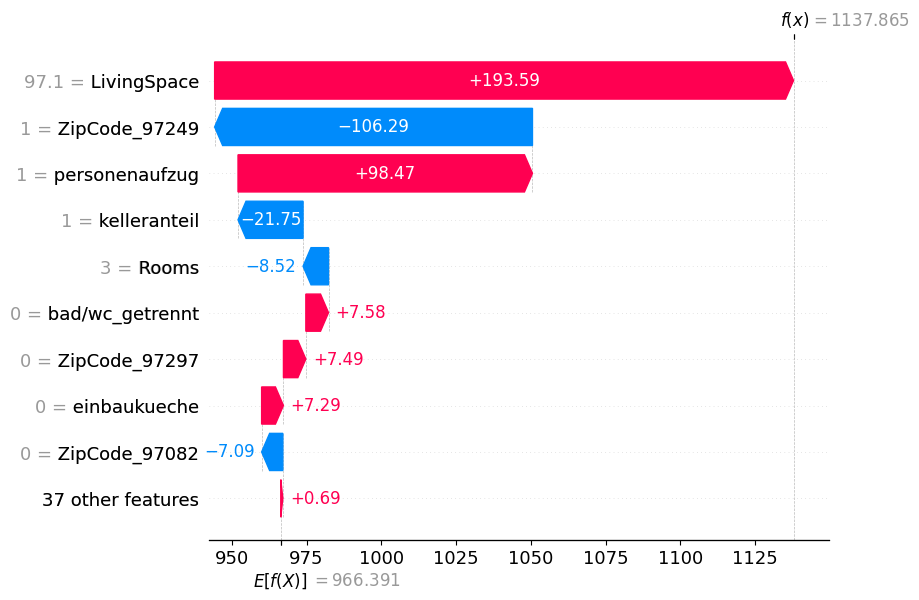 f(x) = 1137.865
97.1 = LivingSpace +193.59
1 = ZipCode_97249 −106.29
1 = personenaufzug +98.47
1 = kelleranteil −21.75
3 = Rooms −8.52
0 = bad/wc_getrennt +7.58
0 = ZipCode_97297 +7.49
0 = einbaukueche +7.29
0 = ZipCode_97082 −7.09
37 other features +0.69
950 975 1000 1025 1050 1075 1100 1125
E[f(X)] = 966.391